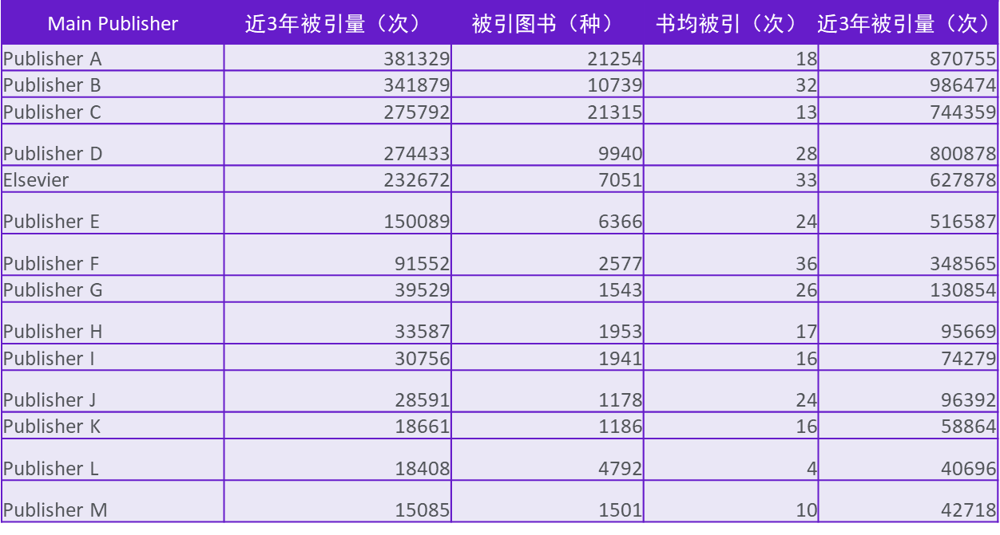 Main Publisher 近3年被引量（次） 被引图书（种） 书均被引（次） 近3年被引量（次）
Publisher A 381329 21254 18 870755
Publisher B 341879 10739 32 986474
Publisher C 275792 21315 13 744359
Publisher D 274433 9940 28 800878
Elsevier 232672 7051 33 627878
Publisher E 150089 6366 24 516587
Publisher F 91552 2577 36 348565
Publisher G 39529 1543 26 130854
Publisher H 33587 1953 17 95669
Publisher I 30756 1941 16 74279
Publisher J 28591 1178 24 96392
Publisher K 18661 1186 16 58864
Publisher L 18408 4792 4 40696
Publisher M 15085 1501 10 42718